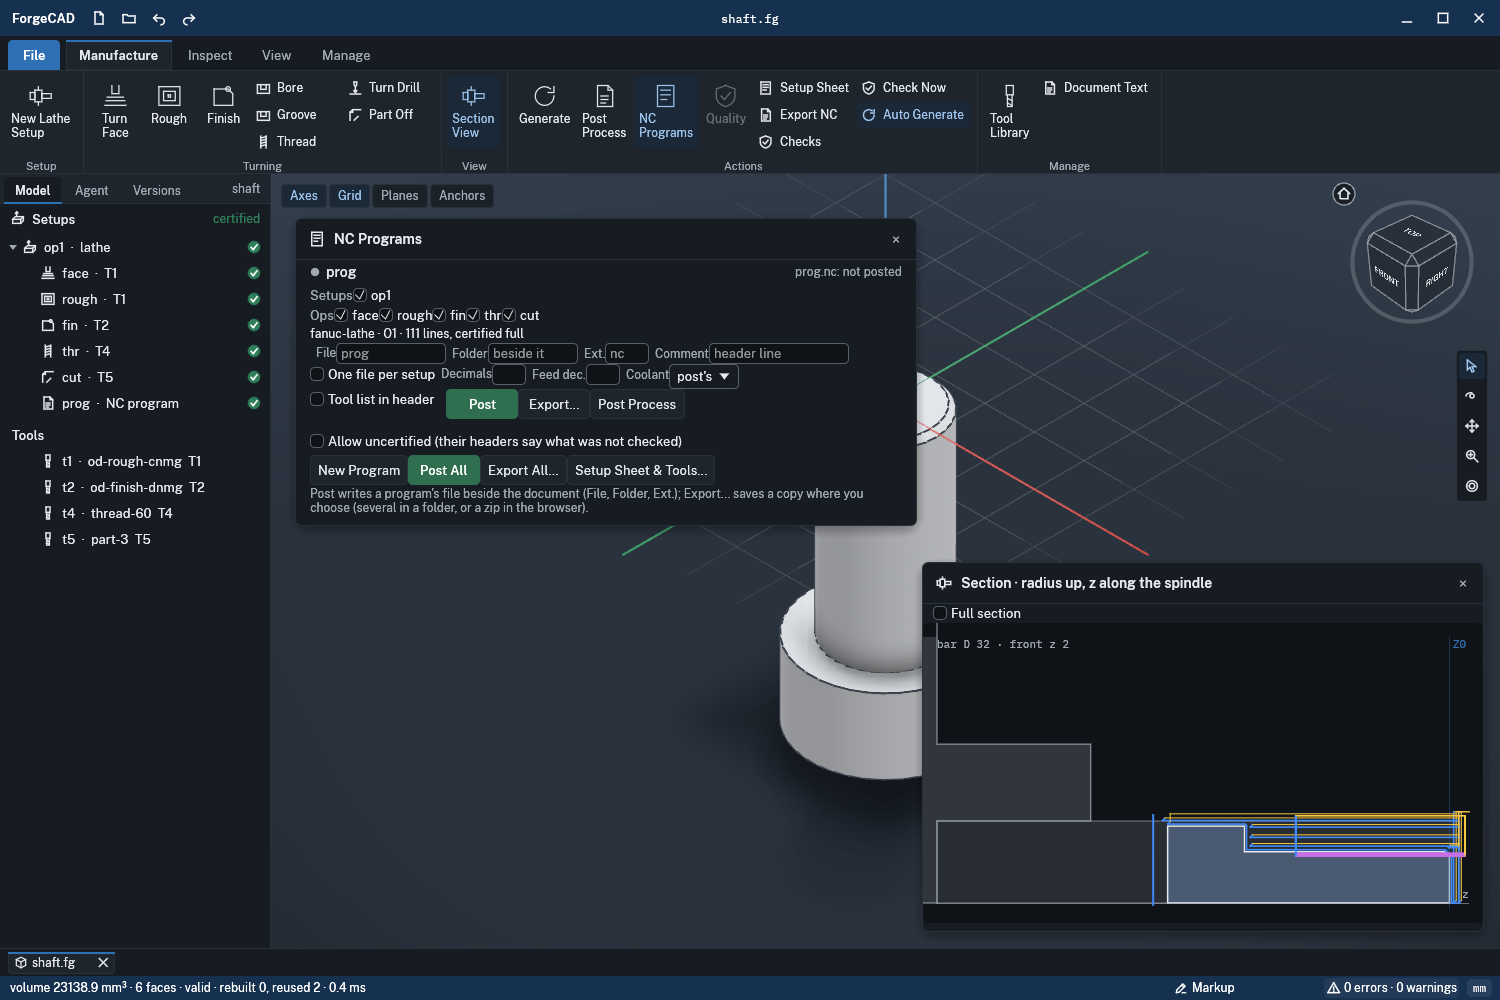 ForgeCAD
shaft.fg
File Manufacture Inspect View Manage
New Lathe Setup
Setup
Turn Face
Rough
Finish
Bore
Groove
Thread
Turn Drill
Part Off
Turning
Section View
View
Generate
Post Process
NC Programs
Quality
Setup Sheet
Export NC
Checks
Check Now
Auto Generate
Actions
Tool Library
Document Text
Manage
Model Agent Versions shaft
Setups certified
op1 · lathe
face · T1
rough · T1
fin · T2
thr · T4
cut · T5
prog · NC program
Tools
t1 · od-rough-cnmg T1
t2 · od-finish-dnmg T2
t4 · thread-60 T4
t5 · part-3 T5
Axes Grid Planes Anchors
NC Programs ×
prog prog.nc: not posted
Setups op1
Ops face rough fin thr cut
fanuc-lathe · O1 · 111 lines, certified full
File prog Folder beside it Ext. nc Comment header line
One file per setup Decimals Feed dec. Coolant post's
Tool list in header Post Export... Post Process
Allow uncertified (their headers say what was not checked)
New Program Post All Export All... Setup Sheet & Tools...
Post writes a program's file beside the document (File, Folder, Ext.); Export... saves a copy where you
choose (several in a folder, or a zip in the browser).
TOP
FRONT RIGHT
Section · radius up, z along the spindle ×
Full section
bar D 32 · front z 2 Z0
z
shaft.fg
volume 23138.9 mm³ · 6 faces · valid · rebuilt 0, reused 2 · 0.4 ms Markup 0 errors · 0 warnings mm